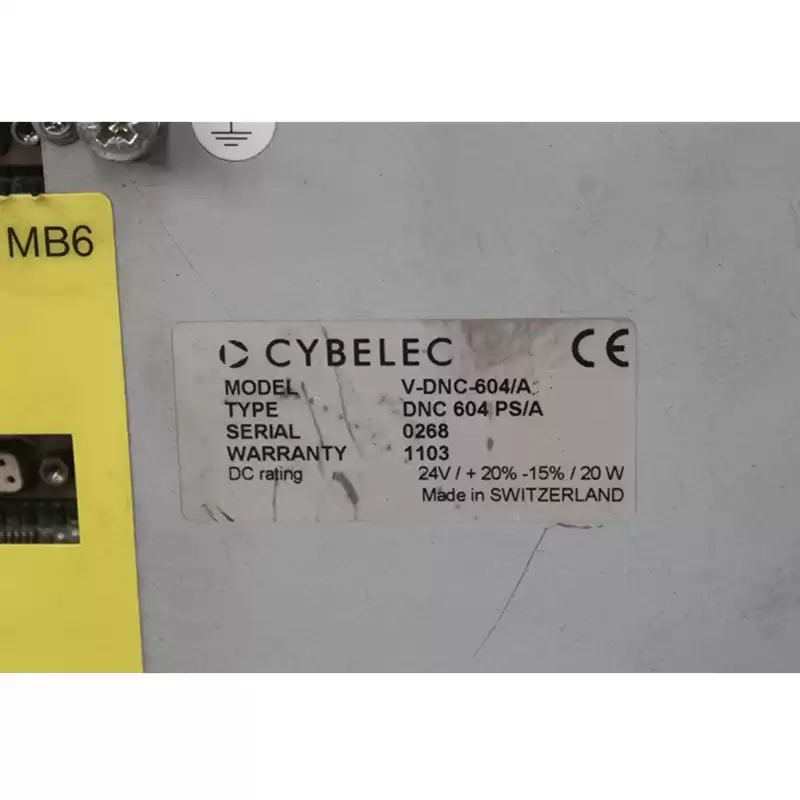 MB6
CYBELEC CE
MODEL V-DNC-604/A
TYPE DNC 604 PS/A
SERIAL 0268
WARRANTY 1103
DC rating 24V / + 20% -15% / 20 W
Made in SWITZERLAND